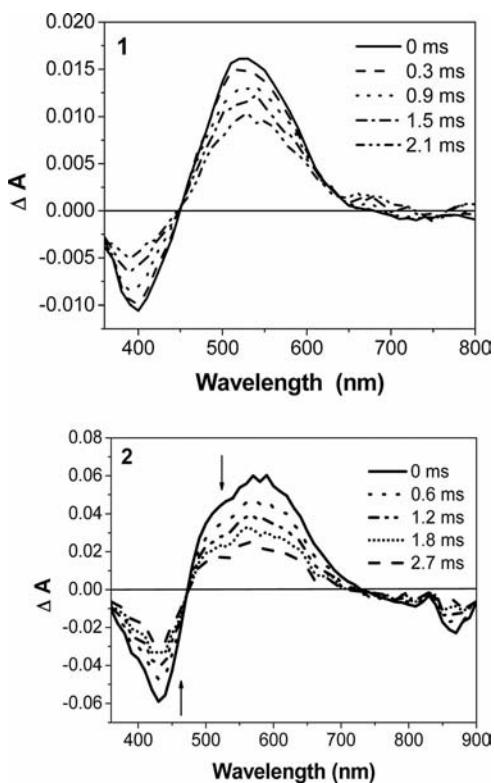 1
0 ms
0.3 ms
0.9 ms
1.5 ms
2.1 ms
0.020
0.015
0.010
0.005
0.000
-0.005
-0.010
Δ A
400 500 600 700 800
Wavelength (nm)
2
0 ms
0.6 ms
1.2 ms
1.8 ms
2.7 ms
0.08
0.06
0.04
0.02
0.00
-0.02
-0.04
-0.06
Δ A
400 500 600 700 800 900
Wavelength (nm)